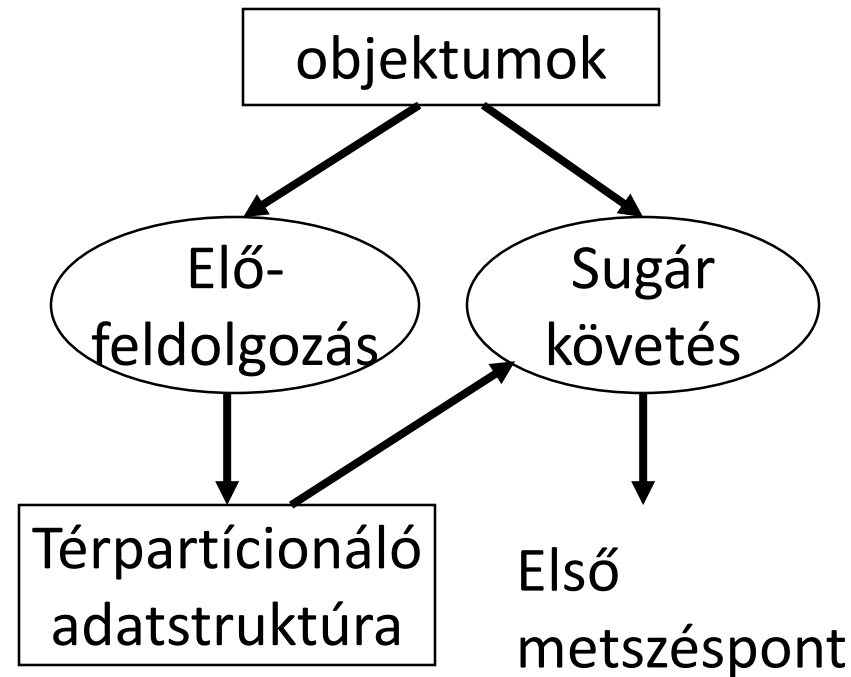 objektumok
Elő-
feldolgozás
Sugár
követés
Térpartícionáló
adatstruktúra
Első
metszéspont